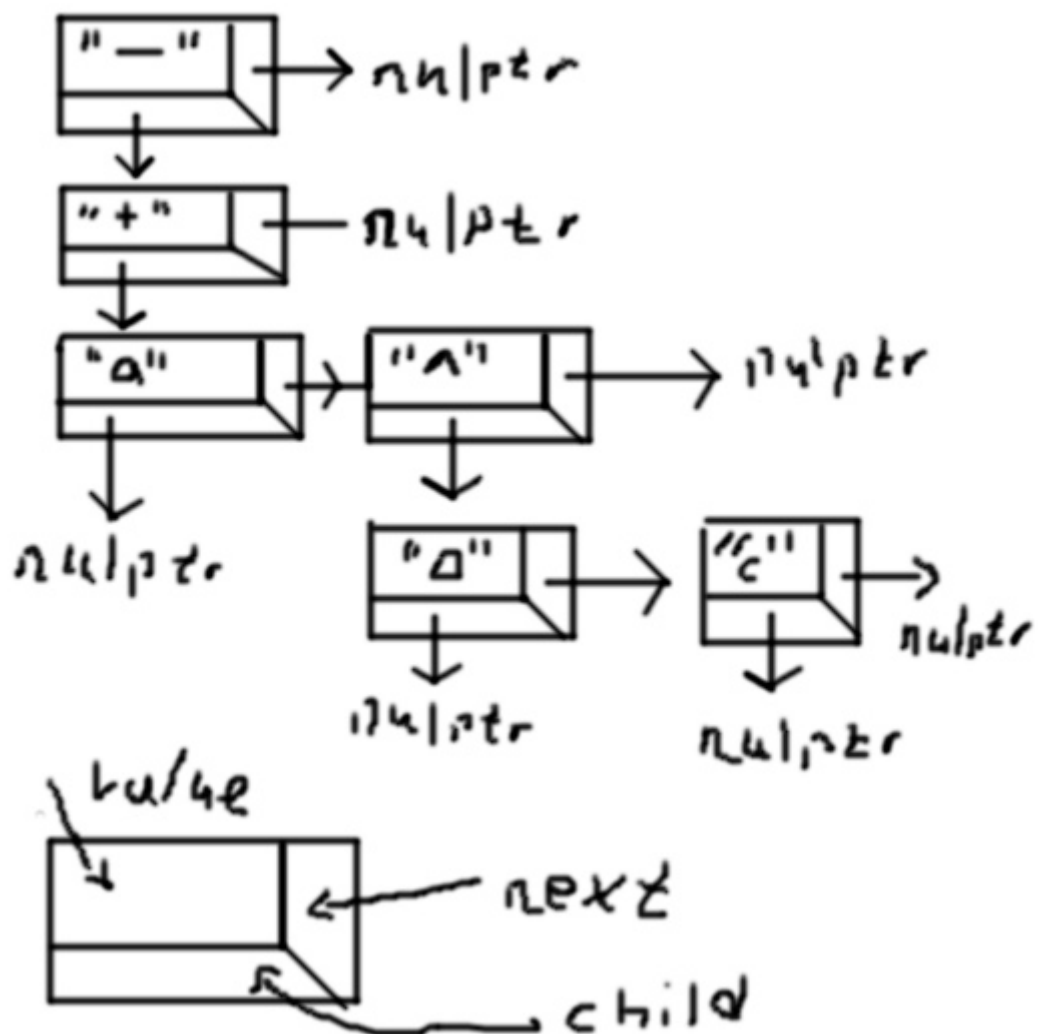 "—" nullptr
"+" nullptr
"a" "^" nullptr
nullptr "a" "c" nullptr
nullptr nullptr
value
next
child